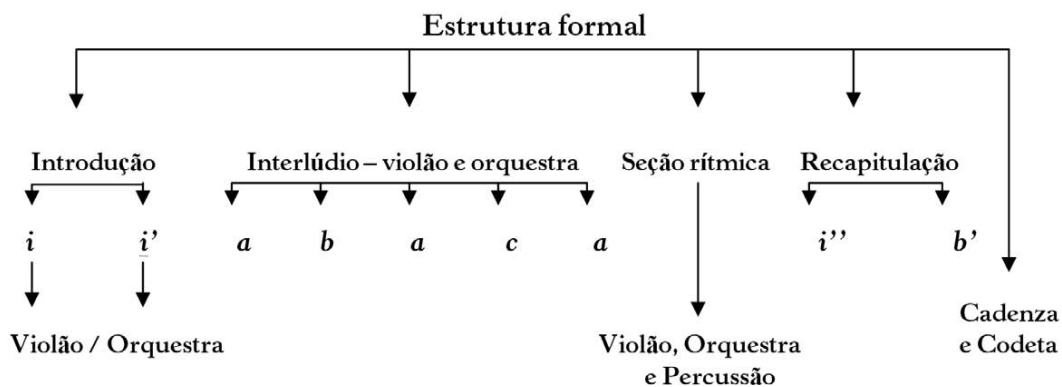 Estrutura formal
Introdução Interlúdio – violão e orquestra Seção rítmica Recapitulação
i i’ a b a c a i’’ b’
Cadenza
e Codeta
Violão / Orquestra Violão, Orquestra
e Percussão